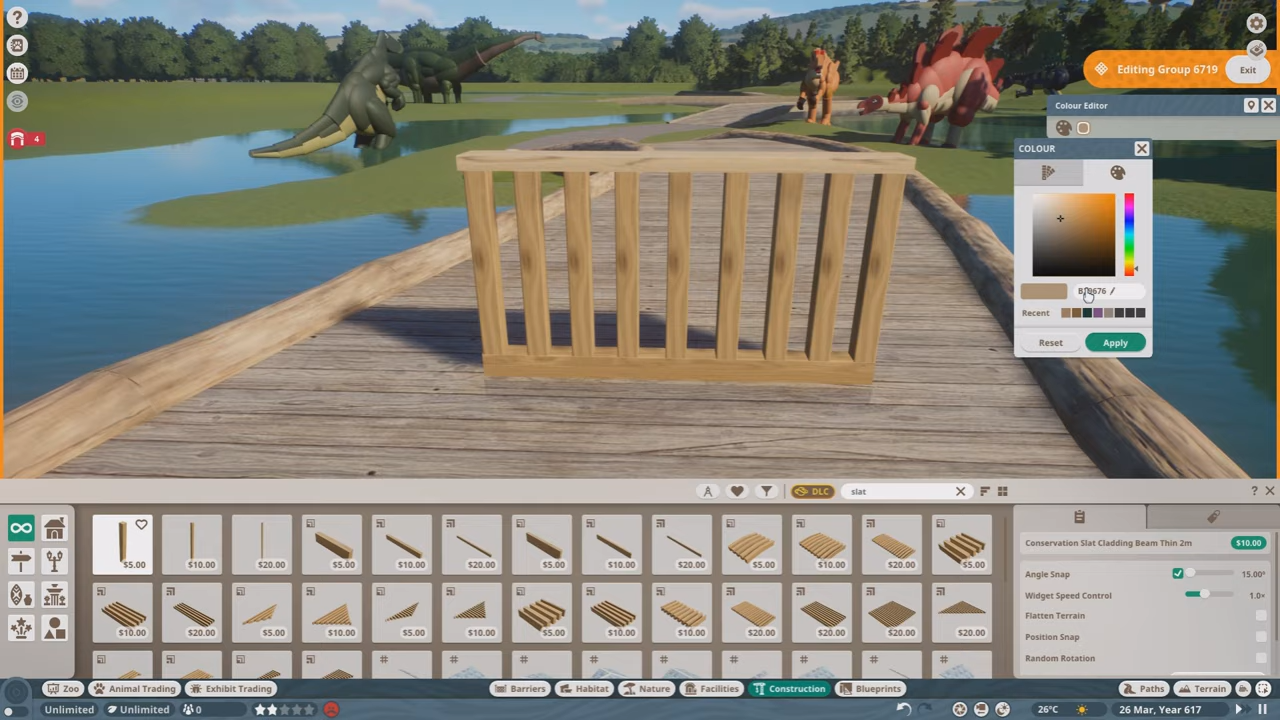 Editing Group 6719
Exit
4
Colour Editor
COLOUR
Recent
Reset
Apply
DLC
slat
?
$5.00
$10.00
$20.00
$5.00
$10.00
$20.00
$5.00
$10.00
$20.00
$5.00
$10.00
$20.00
$5.00
$10.00
$20.00
$5.00
$10.00
$5.00
$10.00
$5.00
$10.00
$20.00
$20.00
$20.00
$20.00
$20.00
Conservation Slat Cladding Beam Thin 2m
$10.00
Angle Snap
15.00°
Widget Speed Control
1.0×
Flatten Terrain
Position Snap
Random Rotation
Zoo
Animal Trading
Exhibit Trading
Barriers
Habitat
Nature
Facilities
Construction
Blueprints
Paths
Terrain
Unlimited
Unlimited
0
26°C
26 Mar, Year 617